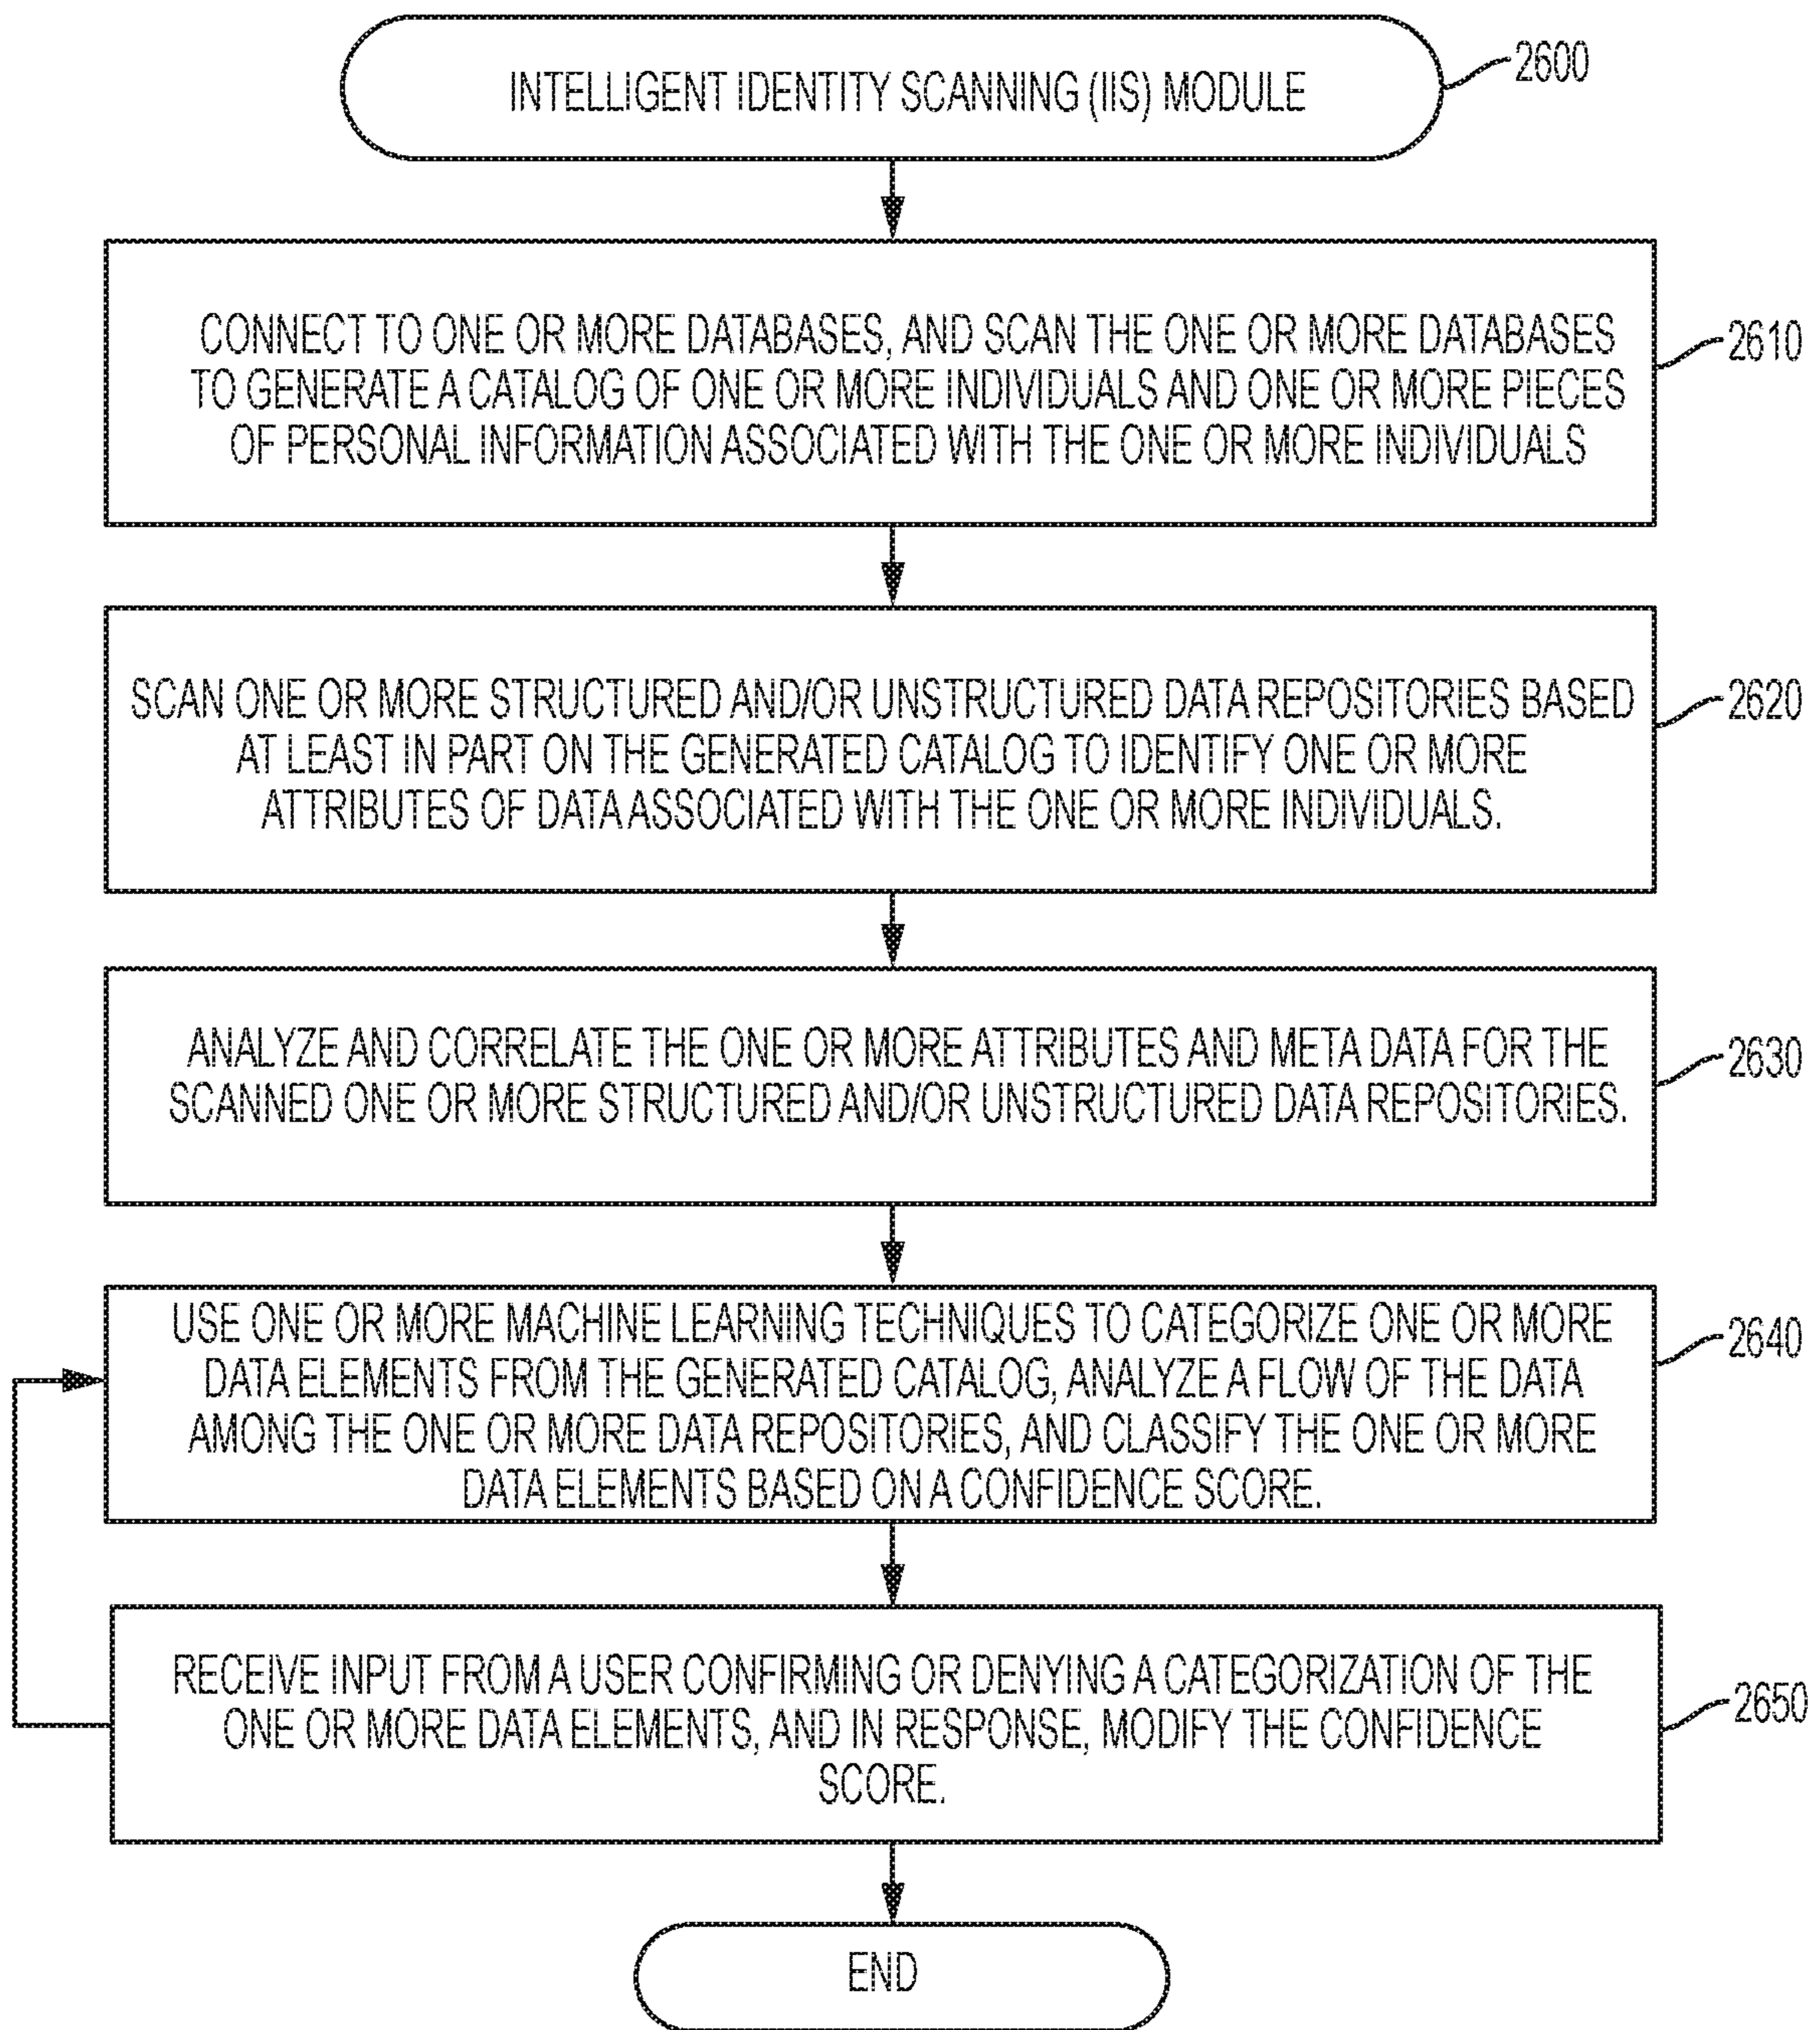 INTELLIGENT IDENTITY SCANNING (IIS) MODULE
2600
CONNECT TO ONE OR MORE DATABASES, AND SCAN THE ONE OR MORE DATABASES
TO GENERATE A CATALOG OF ONE OR MORE INDIVIDUALS AND ONE OR MORE PIECES
OF PERSONAL INFORMATION ASSOCIATED WITH THE ONE OR MORE INDIVIDUALS
2610
SCAN ONE OR MORE STRUCTURED AND/OR UNSTRUCTURED DATA REPOSITORIES BASED
AT LEAST IN PART ON THE GENERATED CATALOG TO IDENTIFY ONE OR MORE
ATTRIBUTES OF DATA ASSOCIATED WITH THE ONE OR MORE INDIVIDUALS.
2620
ANALYZE AND CORRELATE THE ONE OR MORE ATTRIBUTES AND META DATA FOR THE
SCANNED ONE OR MORE STRUCTURED AND/OR UNSTRUCTURED DATA REPOSITORIES.
2630
USE ONE OR MORE MACHINE LEARNING TECHNIQUES TO CATEGORIZE ONE OR MORE
DATA ELEMENTS FROM THE GENERATED CATALOG, ANALYZE A FLOW OF THE DATA
AMONG THE ONE OR MORE DATA REPOSITORIES, AND CLASSIFY THE ONE OR MORE
DATA ELEMENTS BASED ON A CONFIDENCE SCORE.
2640
RECEIVE INPUT FROM A USER CONFIRMING OR DENYING A CATEGORIZATION OF THE
ONE OR MORE DATA ELEMENTS, AND IN RESPONSE, MODIFY THE CONFIDENCE
SCORE.
2650
END